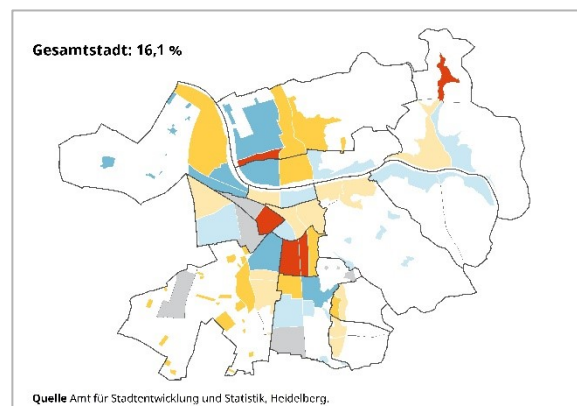 Gesamtstadt: 16,1 %
Quelle Amt für Stadtentwicklung und Statistik, Heidelberg.